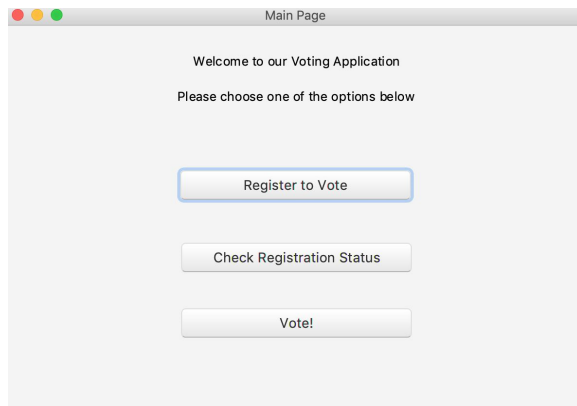 Main Page
Welcome to our Voting Application
Please choose one of the options below
Register to Vote
Check Registration Status
Vote!